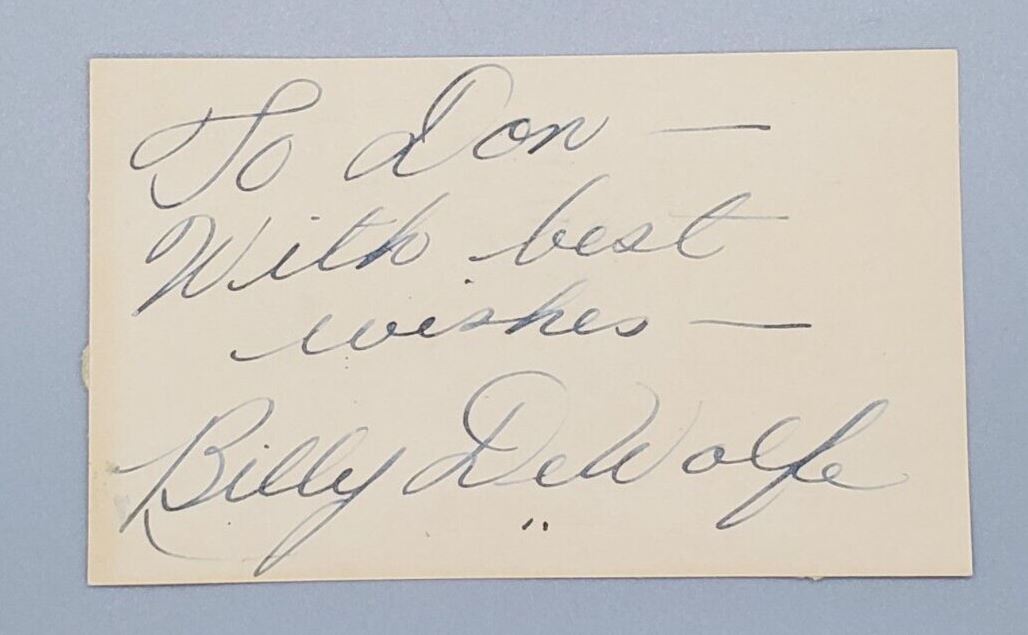 To Don —
With best
wishes —
Billy DeWolfe